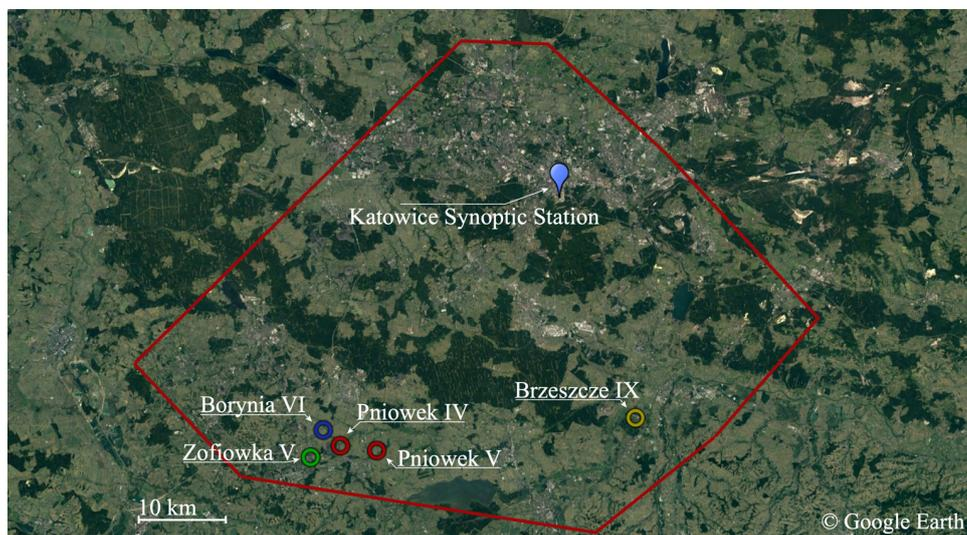 Katowice Synoptic Station
Brzeszcze IX
Borynia VI
Pniowek IV
Zofiowka V
Pniowek V
10 km
© Google Earth